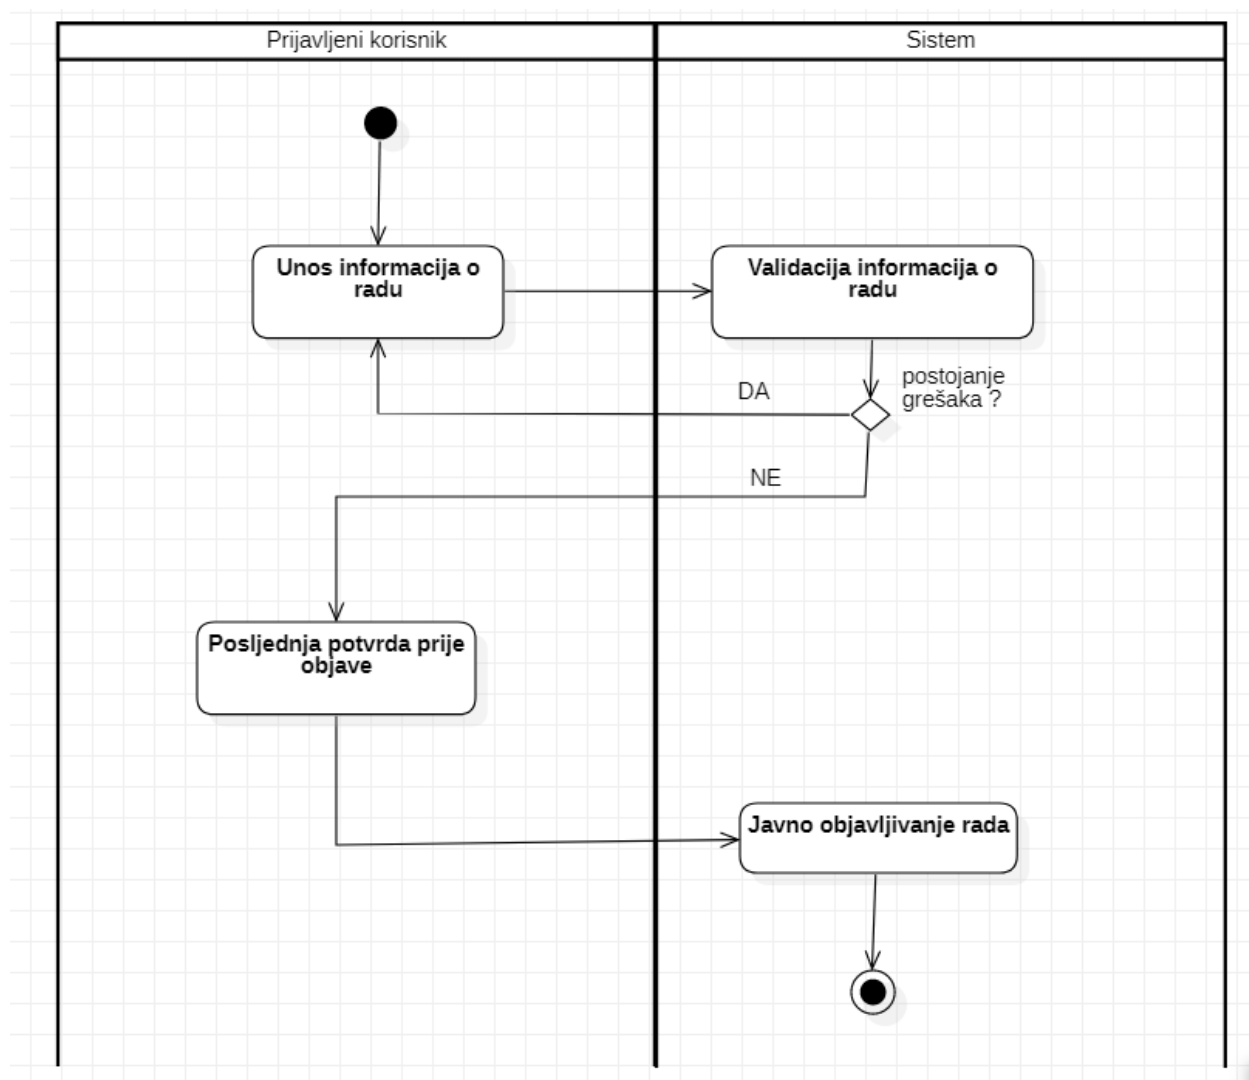 Prijavljeni korisnik
Sistem
Unos informacija o
radu
Validacija informacija o
radu
postojanje
grešaka ?
DA
NE
Posljednja potvrda prije
objave
Javno objavljivanje rada